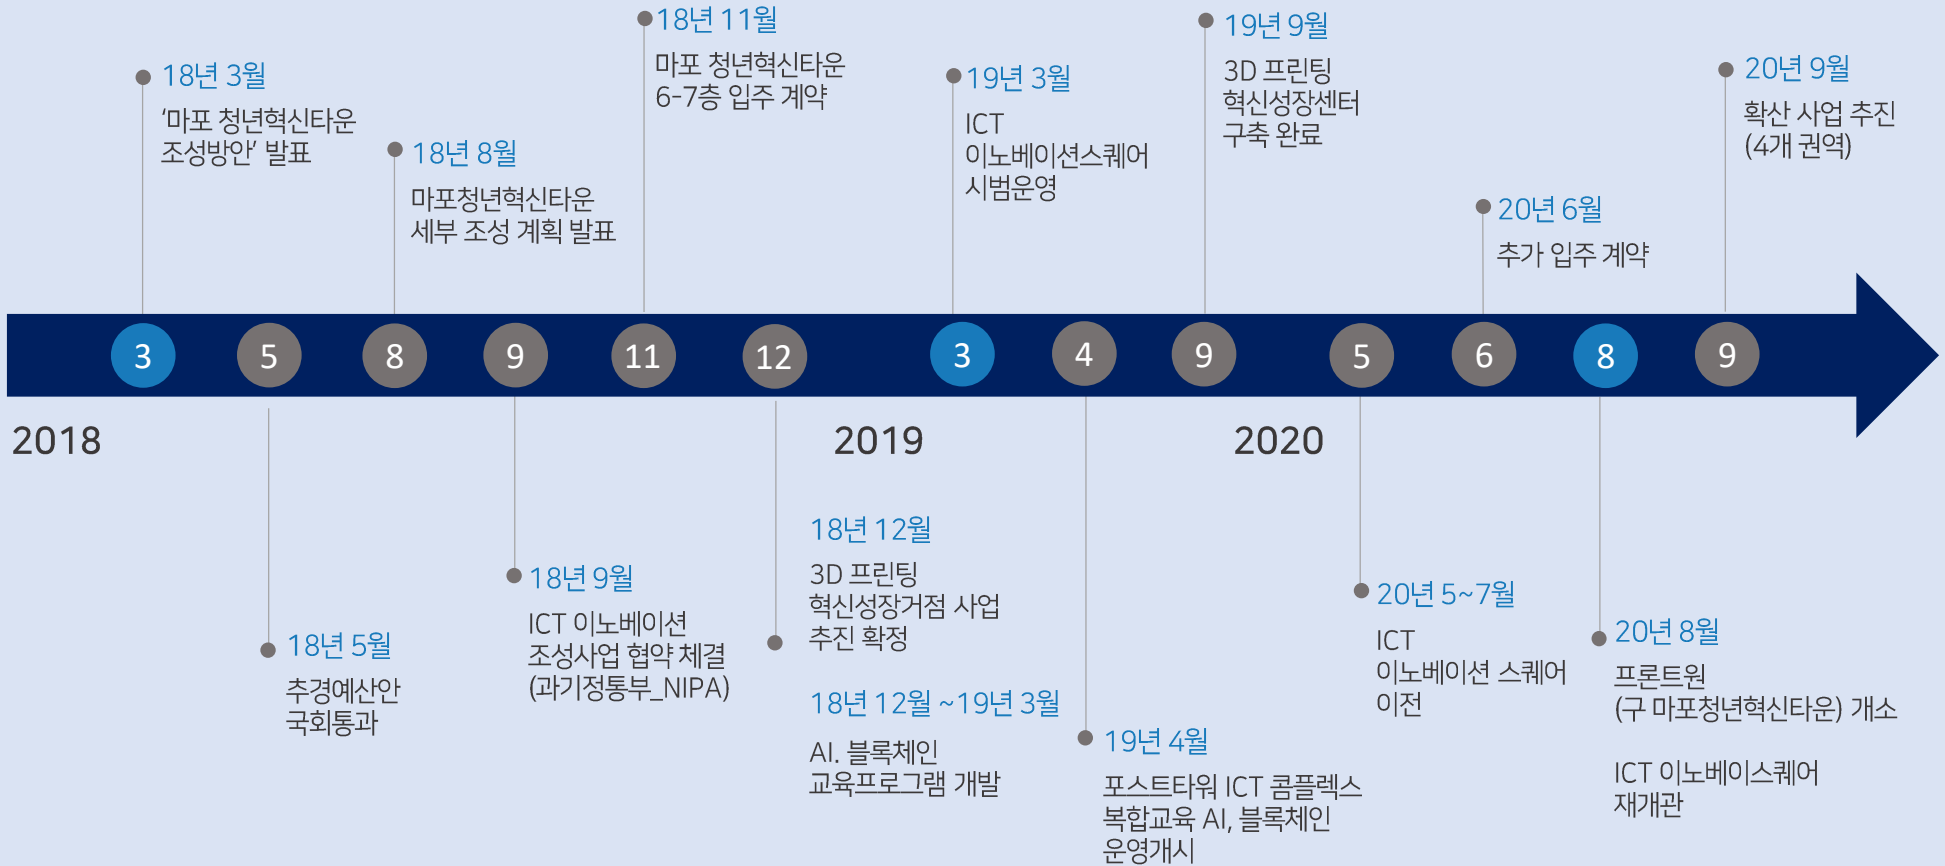 18년 3월
‘마포 청년혁신타운
조성방안’ 발표
18년 8월
마포청년혁신타운
세부 조성 계획 발표
18년 11월
마포 청년혁신타운
6-7층 입주 계약
19년 3월
ICT
이노베이션스퀘어
시범운영
19년 9월
3D 프린팅
혁신성장센터
구축 완료
20년 6월
추가 입주 계약
20년 9월
확산 사업 추진
(4개 권역)
3 5 8 9 11 12 3 4 9 5 6 8 9
2018 2019 2020
18년 5월
추경예산안
국회통과
18년 9월
ICT 이노베이션
조성사업 협약 체결
(과기정통부_NIPA)
18년 12월
3D 프린팅
혁신성장거점 사업
추진 확정
18년 12월 ~19년 3월
AI. 블록체인
교육프로그램 개발
19년 4월
포스트타워 ICT 콤플렉스
복합교육 AI, 블록체인
운영개시
20년 5~7월
ICT
이노베이션 스퀘어
이전
20년 8월
프론트원
(구 마포청년혁신타운) 개소
ICT 이노베이스퀘어
재개관